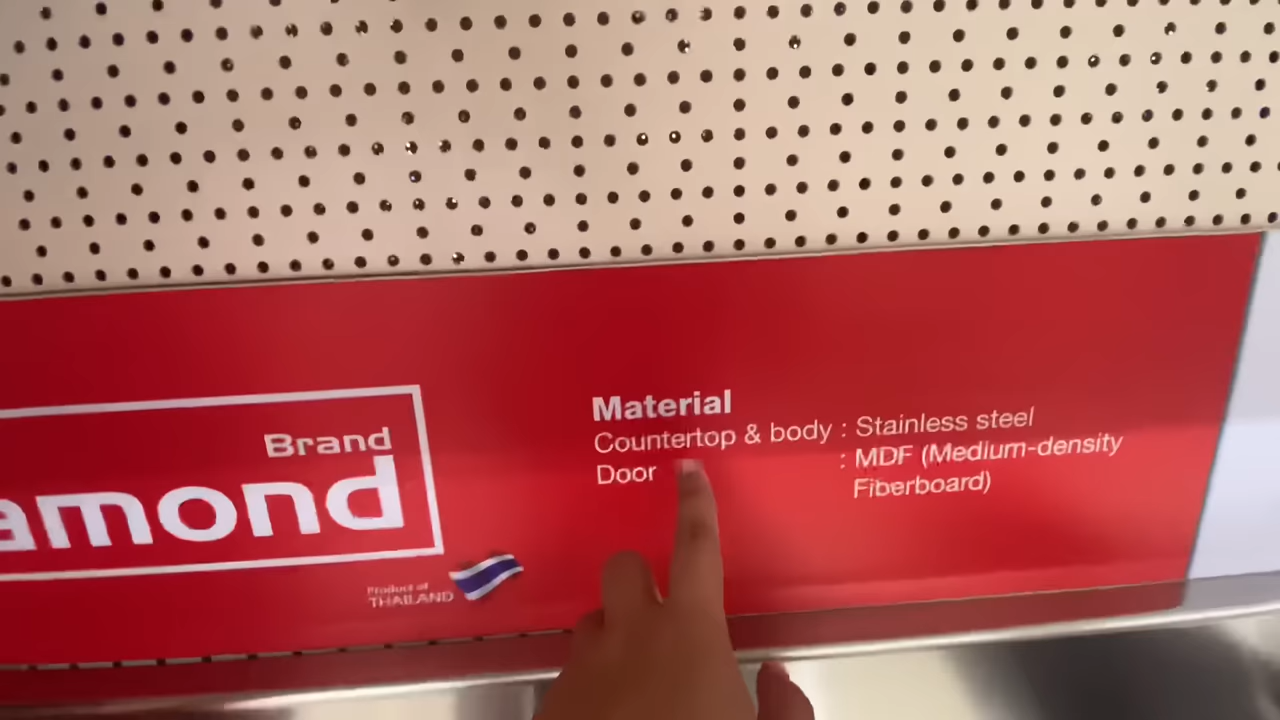 Brand
amond
Product of
THAILAND
Material
Countertop & body : Stainless steel
Door : MDF (Medium-density
Fiberboard)